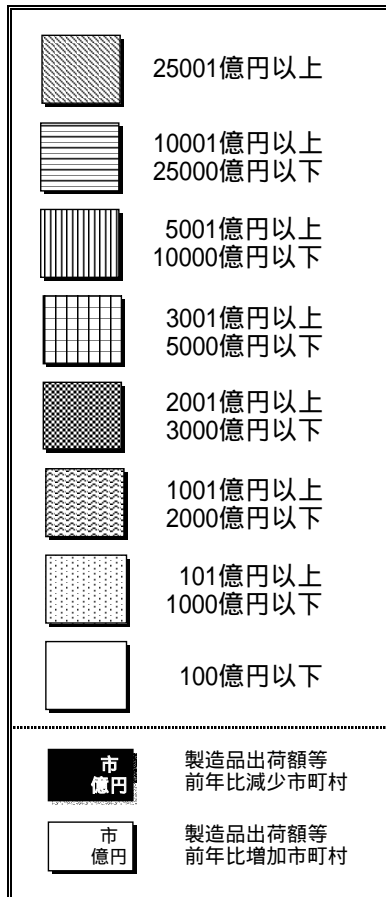 25001億円以上
10001億円以上
25000億円以下
5001億円以上
10000億円以下
3001億円以上
5000億円以下
2001億円以上
3000億円以下
1001億円以上
2000億円以下
101億円以上
1000億円以下
100億円以下
市
億円
製造品出荷額等
前年比減少市町村
市
億円
製造品出荷額等
前年比増加市町村